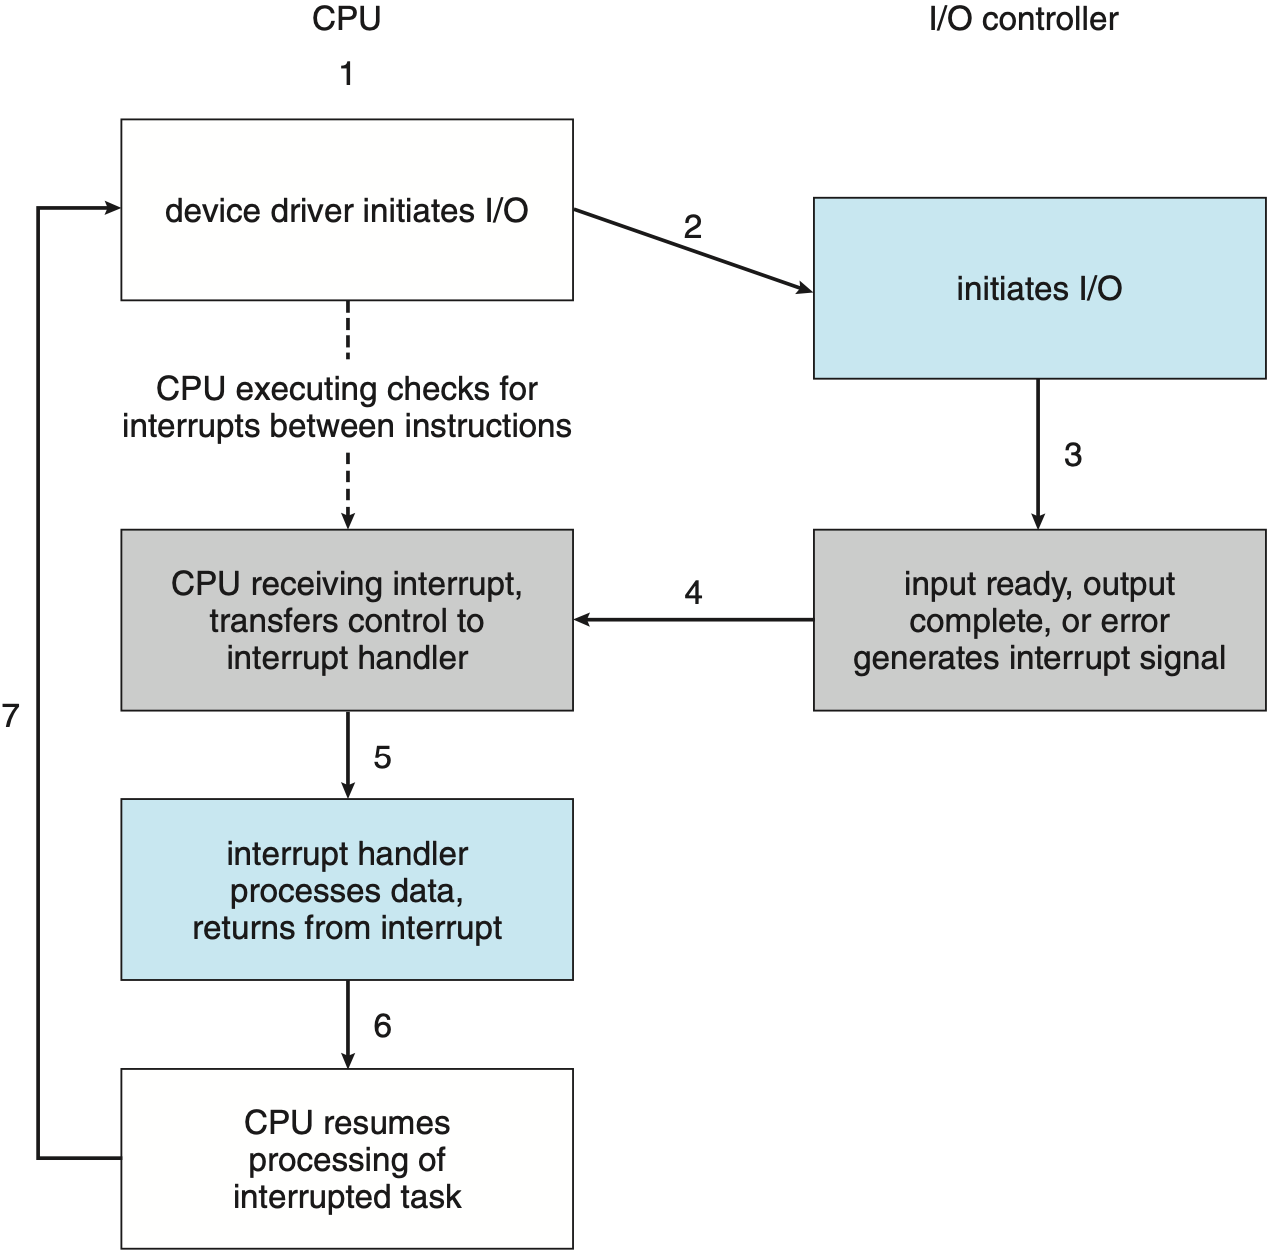 CPU
I/O controller
1
device driver initiates I/O
2
initiates I/O
CPU executing checks for
interrupts between instructions
3
CPU receiving interrupt,
transfers control to
interrupt handler
4
input ready, output
complete, or error
generates interrupt signal
7
5
interrupt handler
processes data,
returns from interrupt
6
CPU resumes
processing of
interrupted task